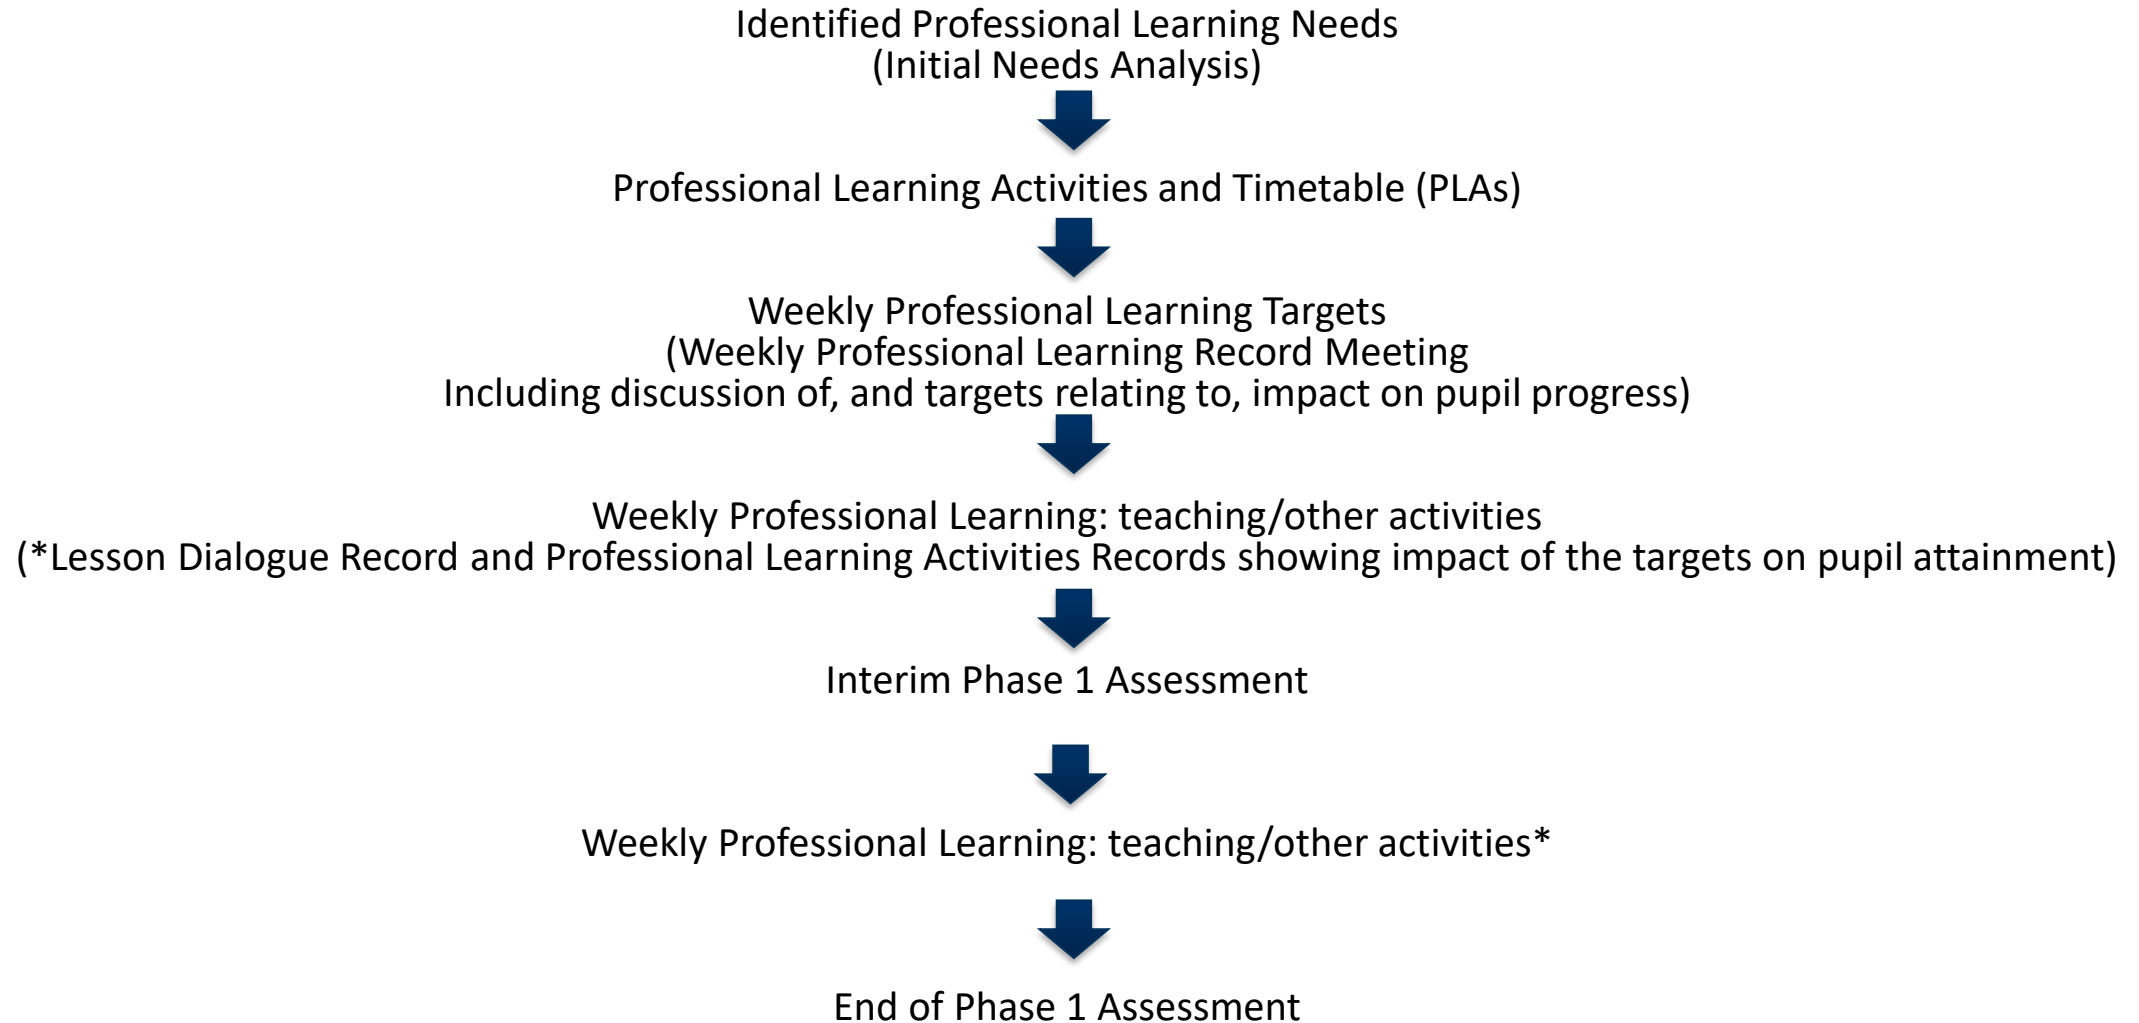 Identified Professional Learning Needs
(Initial Needs Analysis)
Professional Learning Activities and Timetable (PLAs)
Weekly Professional Learning Targets
(Weekly Professional Learning Record Meeting
Including discussion of, and targets relating to, impact on pupil progress)
Weekly Professional Learning: teaching/other activities
(*Lesson Dialogue Record and Professional Learning Activities Records showing impact of the targets on pupil attainment)
Interim Phase 1 Assessment
Weekly Professional Learning: teaching/other activities*
End of Phase 1 Assessment